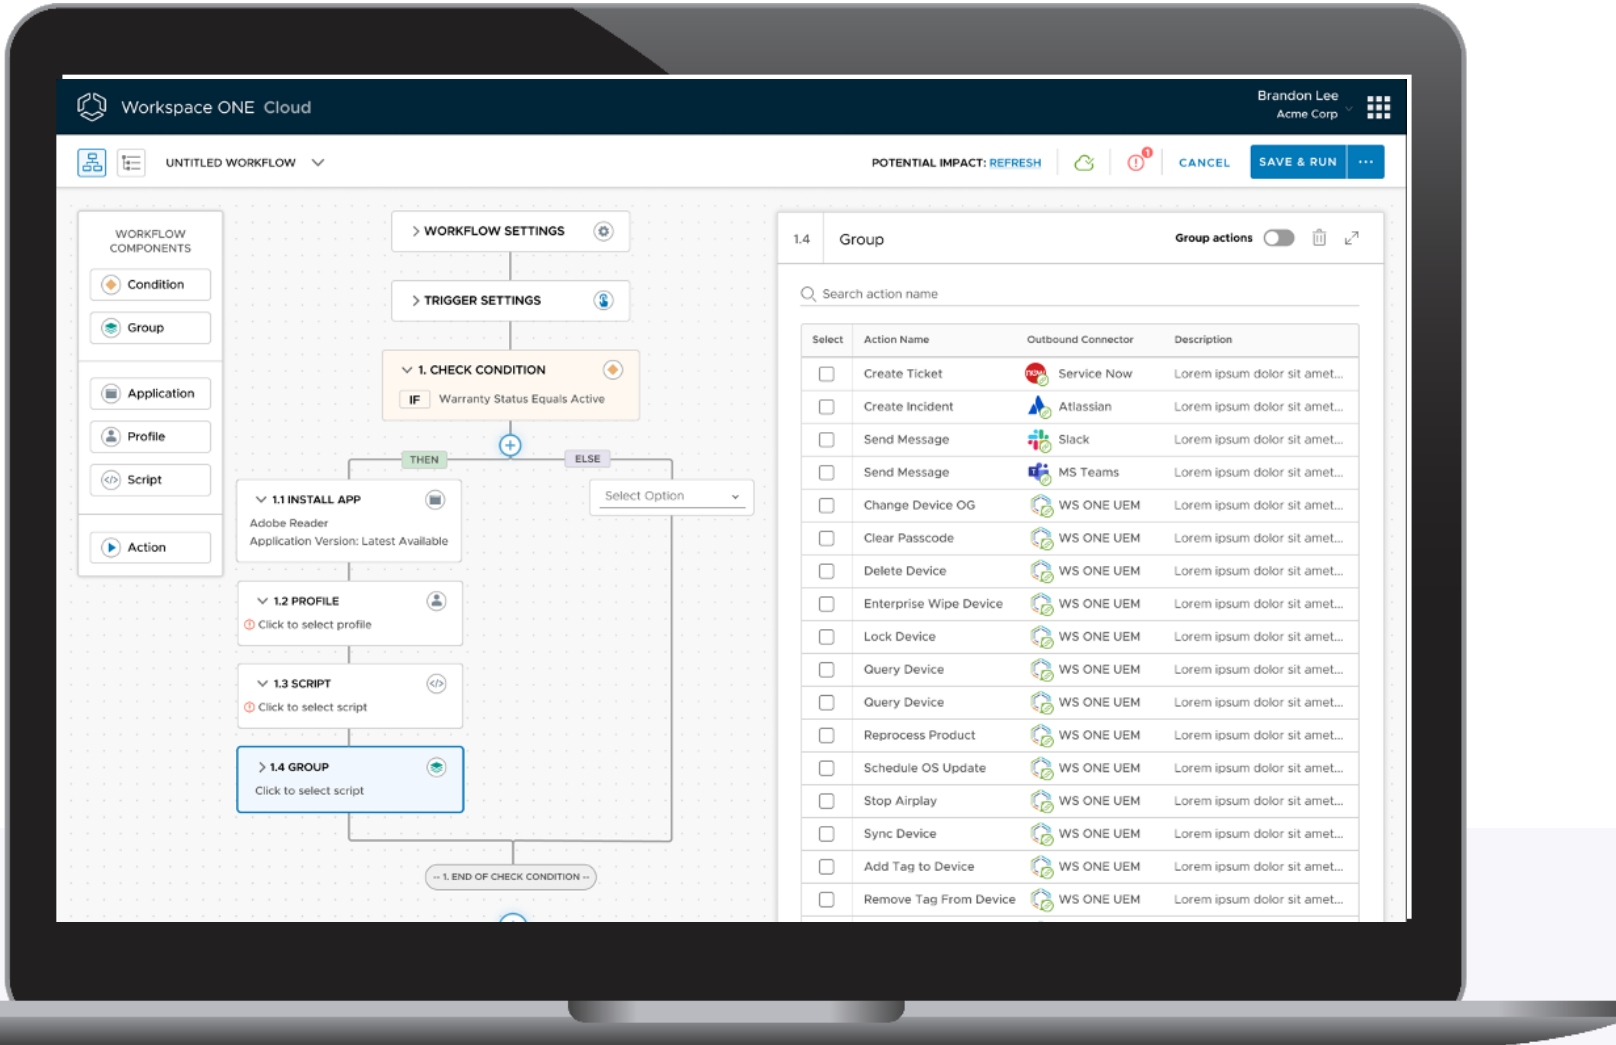 Workspace ONE Cloud
Brandon Lee
Acme Corp
UNTITLED WORKFLOW
POTENTIAL IMPACT: REFRESH
1
CANCEL
SAVE & RUN
...
WORKFLOW
COMPONENTS
Condition
Group
Application
Profile
</> Script
Action
> WORKFLOW SETTINGS
> TRIGGER SETTINGS
1. CHECK CONDITION
IF Warranty Status Equals Active
+
THEN
ELSE
1.1 INSTALL APP
Adobe Reader
Application Version: Latest Available
Select Option
1.2 PROFILE
Click to select profile
1.3 SCRIPT </>
Click to select script
> 1.4 GROUP
Click to select script
-- 1. END OF CHECK CONDITION --
1.4 Group
Group actions
Search action name
Select Action Name Outbound Connector Description
Create Ticket now Service Now Lorem ipsum dolor sit amet...
Create Incident Atlassian Lorem ipsum dolor sit amet...
Send Message Slack Lorem ipsum dolor sit amet...
Send Message MS Teams Lorem ipsum dolor sit amet...
Change Device OG WS ONE UEM Lorem ipsum dolor sit amet...
Clear Passcode WS ONE UEM Lorem ipsum dolor sit amet...
Delete Device WS ONE UEM Lorem ipsum dolor sit amet...
Enterprise Wipe Device WS ONE UEM Lorem ipsum dolor sit amet...
Lock Device WS ONE UEM Lorem ipsum dolor sit amet...
Query Device WS ONE UEM Lorem ipsum dolor sit amet...
Query Device WS ONE UEM Lorem ipsum dolor sit amet...
Reprocess Product WS ONE UEM Lorem ipsum dolor sit amet...
Schedule OS Update WS ONE UEM Lorem ipsum dolor sit amet...
Stop Airplay WS ONE UEM Lorem ipsum dolor sit amet...
Sync Device WS ONE UEM Lorem ipsum dolor sit amet...
Add Tag to Device WS ONE UEM Lorem ipsum dolor sit amet...
Remove Tag From Device WS ONE UEM Lorem ipsum dolor sit amet...